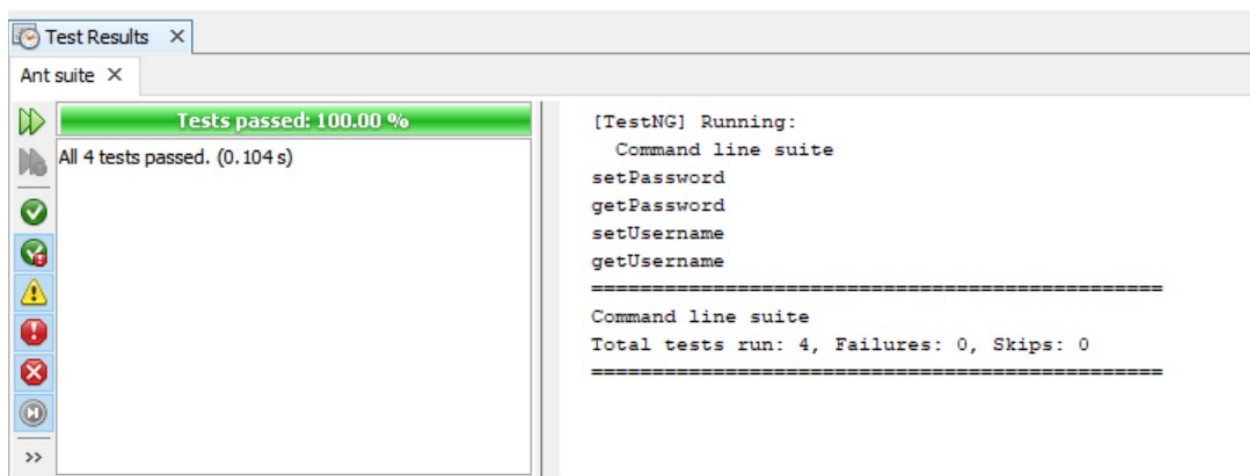 Test Results
Ant suite
Tests passed: 100.00 %
All 4 tests passed. (0.104 s)
>>
[TestNG] Running:
Command line suite
setPassword
getPassword
setUsername
getUsername
===============================================
Command line suite
Total tests run: 4, Failures: 0, Skips: 0
===============================================